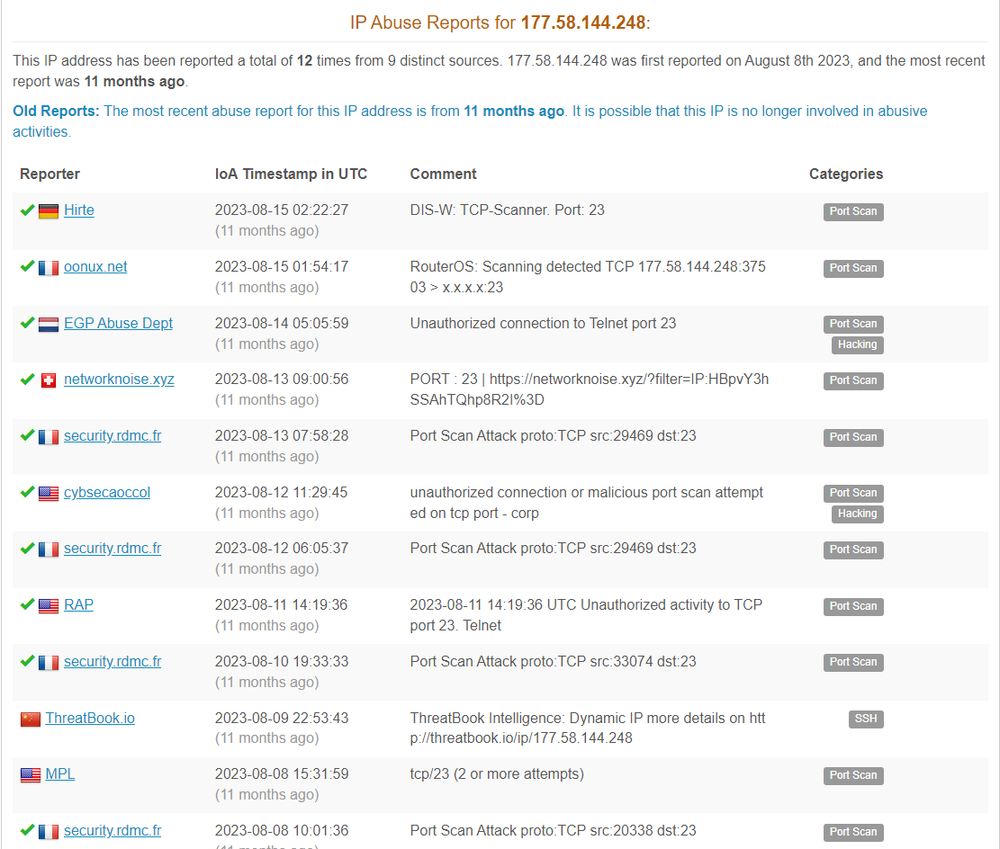 IP Abuse Reports for 177.58.144.248:
This IP address has been reported a total of 12 times from 9 distinct sources. 177.58.144.248 was first reported on August 8th 2023, and the most recent
report was 11 months ago.
Old Reports: The most recent abuse report for this IP address is from 11 months ago. It is possible that this IP is no longer involved in abusive
activities.
Reporter IoA Timestamp in UTC Comment Categories
Hirte 2023-08-15 02:22:27 DIS-W: TCP-Scanner. Port: 23 Port Scan
(11 months ago)
oonux.net 2023-08-15 01:54:17 RouterOS: Scanning detected TCP 177.58.144.248:375 Port Scan
(11 months ago) 03 > x.x.x.x:23
EGP Abuse Dept 2023-08-14 05:05:59 Unauthorized connection to Telnet port 23 Port Scan
(11 months ago) Hacking
networknoise.xyz 2023-08-13 09:00:56 PORT : 23 | https://networknoise.xyz/?filter=IP:HBpvY3h Port Scan
(11 months ago) SSAhTQhp8R2I%3D
security.rdmc.fr 2023-08-13 07:58:28 Port Scan Attack proto:TCP src:29469 dst:23 Port Scan
(11 months ago)
cybsecaoccol 2023-08-12 11:29:45 unauthorized connection or malicious port scan attempt Port Scan
(11 months ago) ed on tcp port - corp Hacking
security.rdmc.fr 2023-08-12 06:05:37 Port Scan Attack proto:TCP src:29469 dst:23 Port Scan
(11 months ago)
RAP 2023-08-11 14:19:36 2023-08-11 14:19:36 UTC Unauthorized activity to TCP Port Scan
(11 months ago) port 23. Telnet
security.rdmc.fr 2023-08-10 19:33:33 Port Scan Attack proto:TCP src:33074 dst:23 Port Scan
(11 months ago)
ThreatBook.io 2023-08-09 22:53:43 ThreatBook Intelligence: Dynamic IP more details on htt SSH
(11 months ago) p://threatbook.io/ip/177.58.144.248
MPL 2023-08-08 15:31:59 tcp/23 (2 or more attempts) Port Scan
(11 months ago)
security.rdmc.fr 2023-08-08 10:01:36 Port Scan Attack proto:TCP src:20338 dst:23 Port Scan